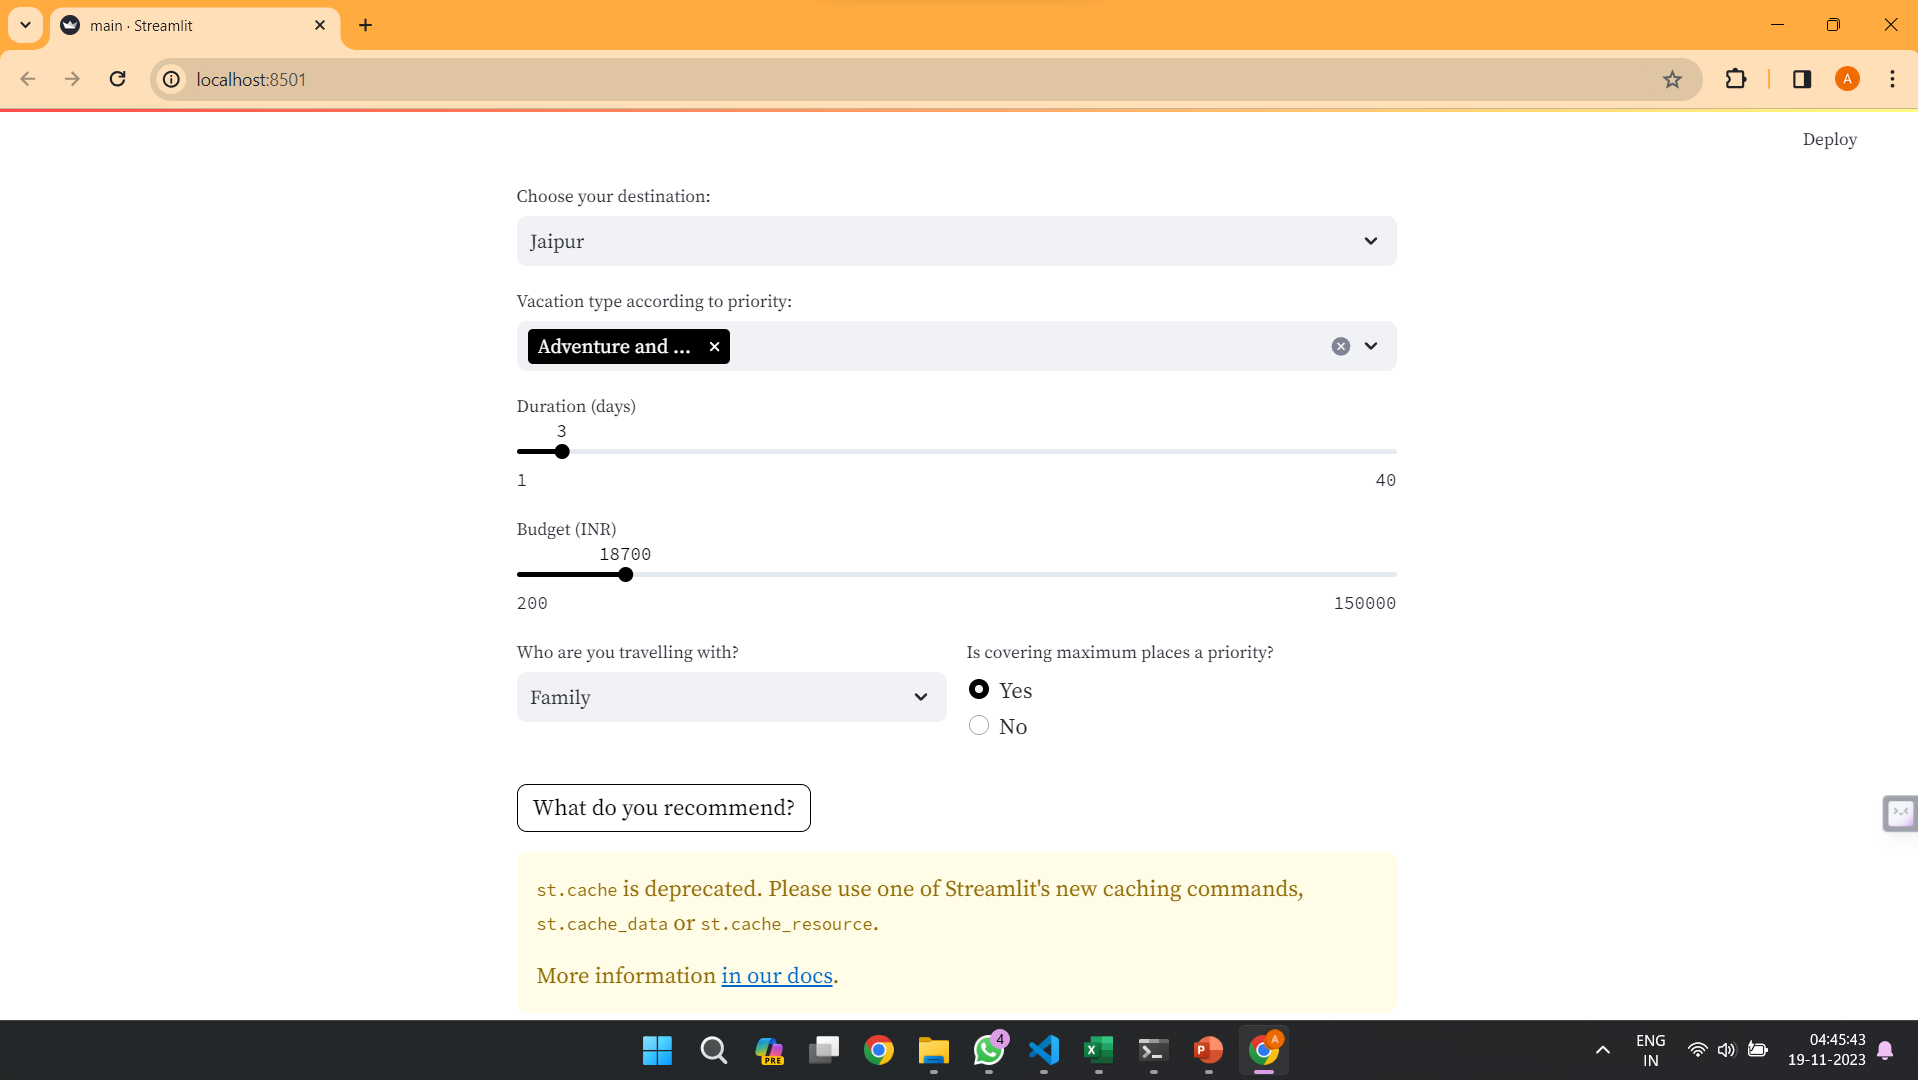 main · Streamlit
localhost:8501
A
Deploy
Choose your destination:
Jaipur
Vacation type according to priority:
Adventure and ...
Duration (days)
3
1 40
Budget (INR)
18700
200 150000
Who are you travelling with?
Family
Is covering maximum places a priority?
Yes
No
What do you recommend?
st.cache is deprecated. Please use one of Streamlit's new caching commands,
st.cache_data or st.cache_resource.
More information in our docs.
PRE
4
X
P
A
ENG
IN
04:45:43
19-11-2023